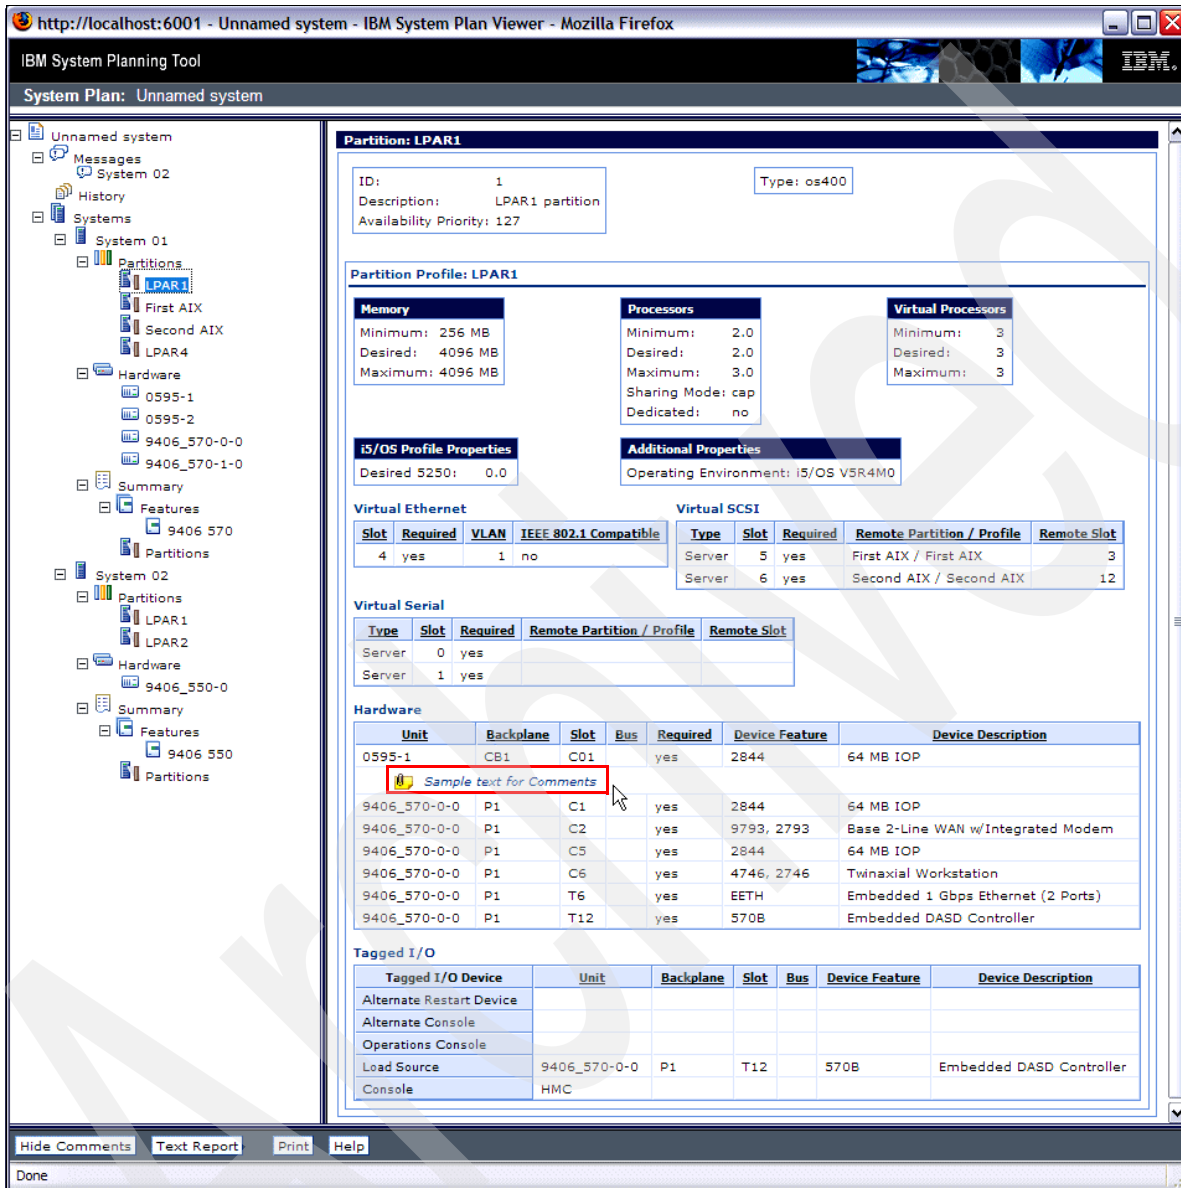 http://localhost:6001 - Unnamed system - IBM System Plan Viewer - Mozilla Firefox
IBM System Planning Tool
IBM.
System Plan: Unnamed system
Unnamed system
Messages
System 02
History
Systems
System 01
Partitions
LPAR1
First AIX
Second AIX
LPAR4
Hardware
0595-1
0595-2
9406_570-0-0
9406_570-1-0
Summary
Features
9406 570
Partitions
System 02
Partitions
LPAR1
LPAR2
Hardware
9406_550-0
Summary
Features
9406 550
Partitions
Partition: LPAR1
ID: 1
Description: LPAR1 partition
Availability Priority: 127
Type: os400
Partition Profile: LPAR1
Memory
Minimum: 256 MB
Desired: 4096 MB
Maximum: 4096 MB
Processors
Minimum: 2.0
Desired: 2.0
Maximum: 3.0
Sharing Mode: cap
Dedicated: no
Virtual Processors
Minimum: 3
Desired: 3
Maximum: 3
i5/OS Profile Properties
Desired 5250: 0.0
Additional Properties
Operating Environment: i5/OS V5R4M0
Virtual Ethernet
Slot Required VLAN IEEE 802.1 Compatible
4 yes 1 no
Virtual SCSI
Type Slot Required Remote Partition / Profile Remote Slot
Server 5 yes First AIX / First AIX 3
Server 6 yes Second AIX / Second AIX 12
Virtual Serial
Type Slot Required Remote Partition / Profile Remote Slot
Server 0 yes
Server 1 yes
Hardware
Unit Backplane Slot Bus Required Device Feature Device Description
0595-1 CB1 C01 yes 2844 64 MB IOP
Sample text for Comments
9406_570-0-0 P1 C1 yes 2844 64 MB IOP
9406_570-0-0 P1 C2 yes 9793, 2793 Base 2-Line WAN w/Integrated Modem
9406_570-0-0 P1 C5 yes 2844 64 MB IOP
9406_570-0-0 P1 C6 yes 4746, 2746 Twinaxial Workstation
9406_570-0-0 P1 T6 yes EETH Embedded 1 Gbps Ethernet (2 Ports)
9406_570-0-0 P1 T12 yes 570B Embedded DASD Controller
Tagged I/O
Tagged I/O Device Unit Backplane Slot Bus Device Feature Device Description
Alternate Restart Device
Alternate Console
Operations Console
Load Source 9406_570-0-0 P1 T12 570B Embedded DASD Controller
Console HMC
Hide Comments Text Report Print Help
Done
Archived